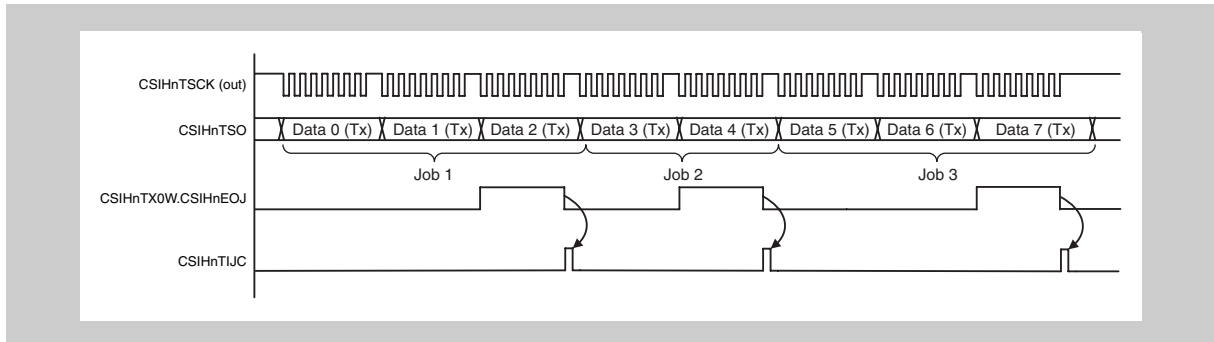 CSIHnTSCK (out)
CSIHnTSO
Data 0 (Tx) Data 1 (Tx) Data 2 (Tx) Data 3 (Tx) Data 4 (Tx) Data 5 (Tx) Data 6 (Tx) Data 7 (Tx)
Job 1 Job 2 Job 3
CSIHnTX0W.CSIHnEOJ
CSIHnTIJC